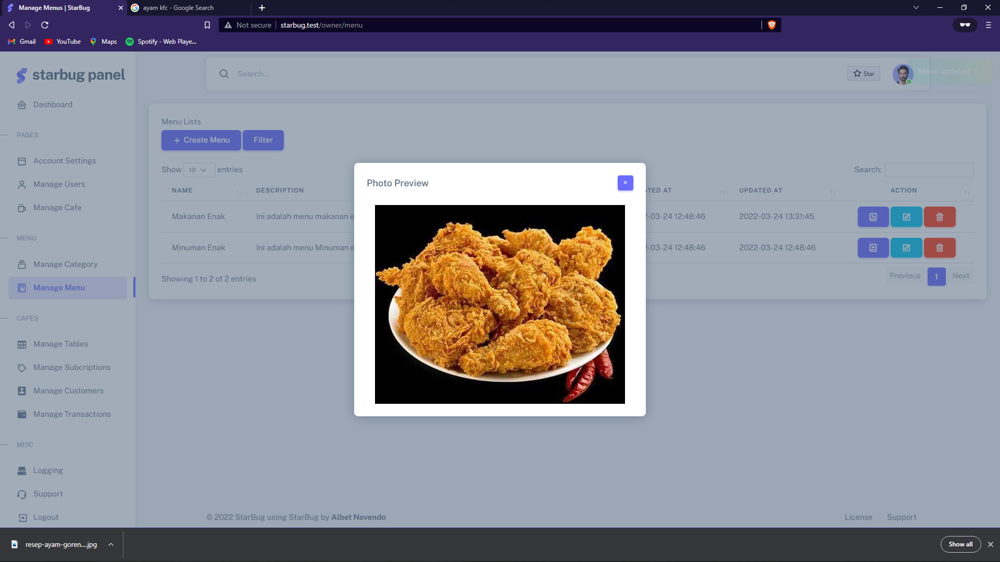 Manage Menus | StarBug
ayam kfc - Google Search
Not secure
starbug.test/owner/menu
Gmail
YouTube
Maps
Spotify - Web Playe...
starbug panel
Search...
Star
Menu updated
Dashboard
PAGES
Account Settings
Manage Users
Manage Cafe
MENU
Manage Category
Manage Menu
CAFES
Manage Tables
Manage Subcriptions
Manage Customers
Manage Transactions
MISC
Logging
Support
Logout
Menu Lists
+ Create Menu
Filter
Show 10 entries
Search:
NAME
DESCRIPTION
ATED AT
UPDATED AT
ACTION
Makanan Enak
Ini adalah menu makanan e
-03-24 12:48:46
2022-03-24 13:31:45
Minuman Enak
Ini adalah menu Minuman e
-03-24 12:48:46
2022-03-24 12:48:46
Showing 1 to 2 of 2 entries
Previous
1
Next
Photo Preview
×
© 2022 StarBug using StarBug by Albet Novendo
License
Support
resep-ayam-goren....jpg
Show all